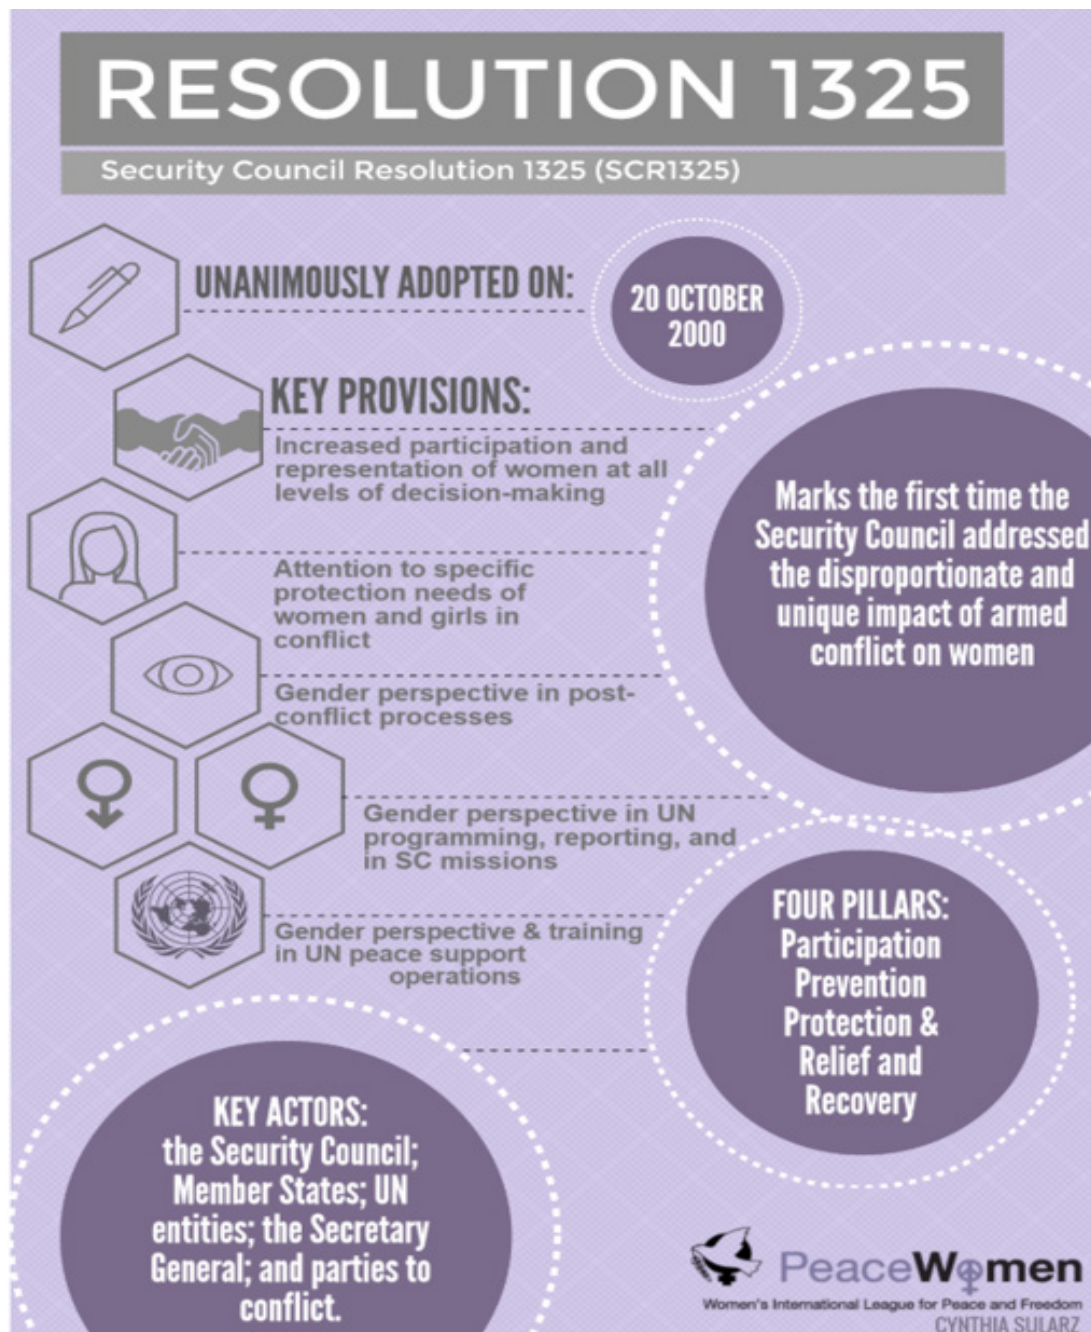 RESOLUTION 1325
Security Council Resolution 1325 (SCR1325)
UNANIMOUSLY ADOPTED ON:
20 OCTOBER
2000
KEY PROVISIONS:
Increased participation and
representation of women at all
levels of decision-making
Attention to specific
protection needs of
women and girls in
conflict
Gender perspective in post-
conflict processes
Gender perspective in UN
programming, reporting, and
in SC missions
Gender perspective & training
in UN peace support
operations
Marks the first time the
Security Council addressed
the disproportionate and
unique impact of armed
conflict on women
FOUR PILLARS:
Participation
Prevention
Protection &
Relief and
Recovery
KEY ACTORS:
the Security Council;
Member States; UN
entities; the Secretary
General; and parties to
conflict.
PeaceWomen
Women's International League for Peace and Freedom
CYNTHIA SULARZ